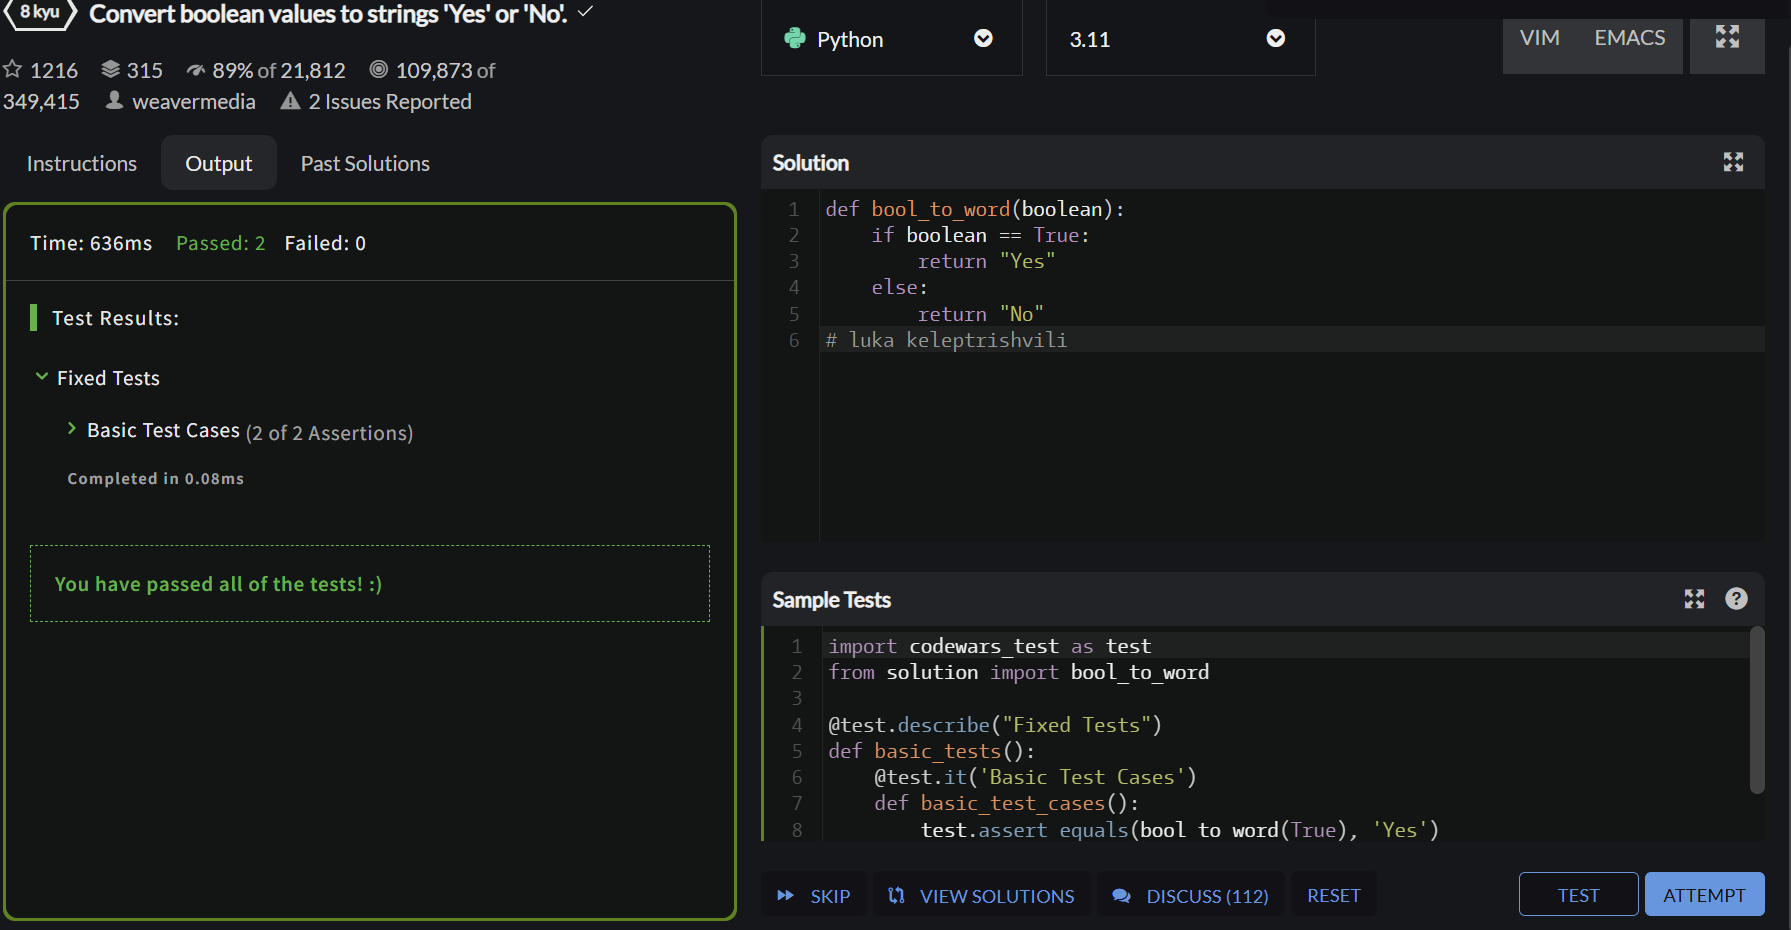 8 kyu Convert boolean values to strings 'Yes' or 'No'.
1216 315 89% of 21,812 109,873 of
349,415 weavermedia 2 Issues Reported
Python 3.11 VIM EMACS
Instructions Output Past Solutions
Time: 636ms Passed: 2 Failed: 0
Test Results:
Fixed Tests
Basic Test Cases (2 of 2 Assertions)
Completed in 0.08ms
You have passed all of the tests! :)
Solution
1 def bool_to_word(boolean):
2     if boolean == True:
3         return "Yes"
4     else:
5         return "No"
6 # luka keleptrishvili
Sample Tests
1 import codewars_test as test
2 from solution import bool_to_word
3
4 @test.describe("Fixed Tests")
5 def basic_tests():
6     @test.it('Basic Test Cases')
7     def basic_test_cases():
8         test.assert_equals(bool_to_word(True), 'Yes')
SKIP VIEW SOLUTIONS DISCUSS (112) RESET TEST ATTEMPT